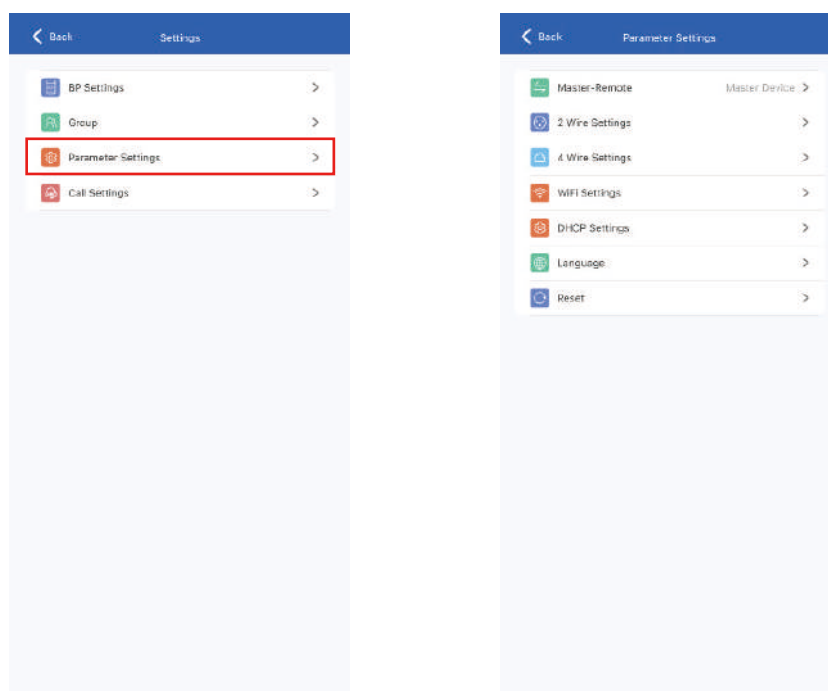 Back Settings
BP Settings
Group
Parameter Settings
Call Settings
Back Parameter Settings
Master-Remote Master Device
2 Wire Settings
4 Wire Settings
WiFi Settings
DHCP Settings
Language
Reset